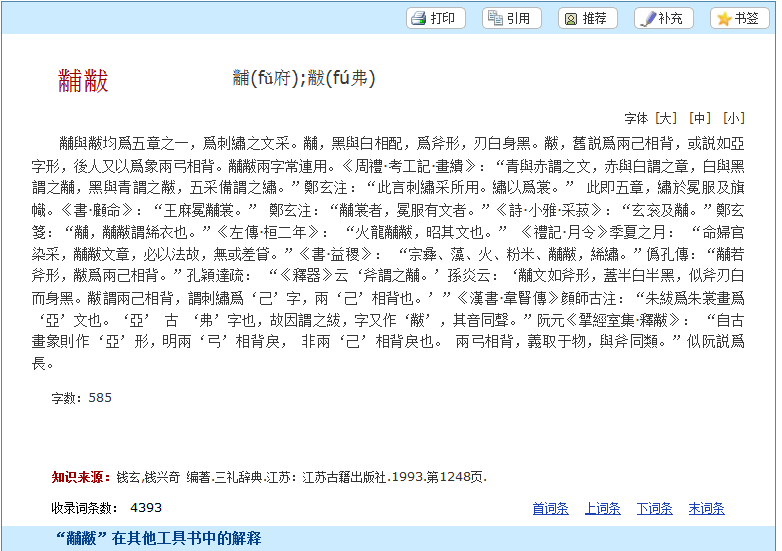 打印 引用 推荐 补充 书签
黼黻 黼(fǔ府);黻(fú弗)
字体 [大] [中] [小]
黼與黻均爲五章之一，爲刺繡之文采。黼，黑與白相配，爲斧形，刃白身黑。黻，舊説爲兩己相背，或説如亞
字形，後人又以爲象兩弓相背。黼黻兩字常連用。《周禮·考工記·畫繢》：“青與赤謂之文，赤與白謂之章，白與黑
謂之黼，黑與青謂之黻，五采備謂之繡。”鄭玄注：“此言刺繡采所用。繡以爲裳。” 此即五章，繡於冕服及旗
幟。《書·顧命》：“王麻冕黼裳。” 鄭玄注：“黼裳者，冕服有文者。”《詩·小雅·采菽》：“玄衮及黼。”鄭玄
箋：“黼，黼黻謂絺衣也。”《左傳·桓二年》： “火龍黼黻，昭其文也。” 《禮記·月令》季夏之月： “命婦官
染采，黼黻文章，必以法故，無或差貸。”《書·益稷》： “宗彝、藻、火、粉米、黼黻，絺繡。”僞孔傳：“黼若
斧形，黻爲兩己相背。”孔穎達疏： “《釋器》云‘斧謂之黼。’孫炎云：‘黼文如斧形，蓋半白半黑，似斧刃白
而身黑。黻謂兩己相背，謂刺繡爲‘己’字，兩‘己’相背也。’”《漢書·韋賢傳》顔師古注：“朱紱爲朱裳畫爲
‘亞’文也。‘亞’ 古 ‘弗’字也，故因謂之紱，字又作‘黻’，其音同聲。”阮元《揅經室集·釋黻》： “自古
畫象則作‘亞’形，明兩‘弓’相背戾， 非兩‘己’相背戾也。 兩弓相背，義取于物，與斧同類。”似阮説爲
長。
字数：585
知识来源：钱玄,钱兴奇 编著.三礼辞典.江苏：江苏古籍出版社.1993.第1248页.
收录词条数： 4393 首词条 上词条 下词条 末词条
“黼黻”在其他工具书中的解释